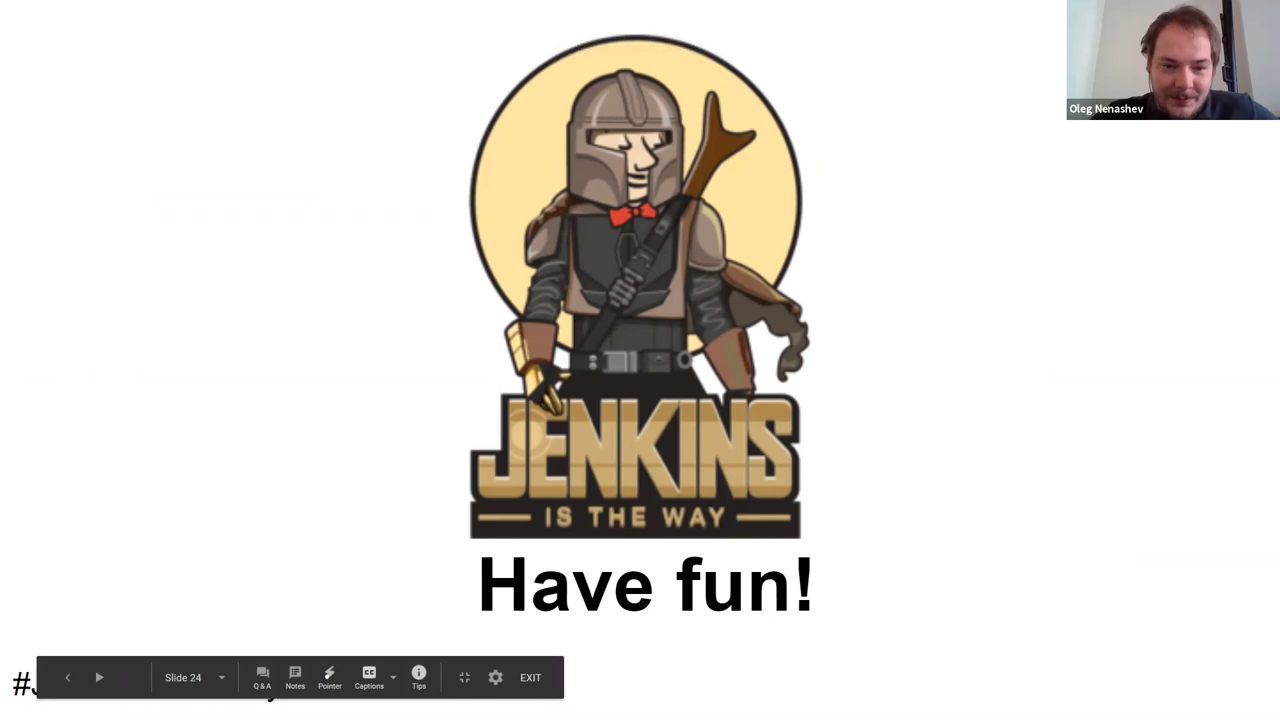 Oleg Nenashev
JENKINS
IS THE WAY
Have fun!
Slide 24
Q & A
Notes
Pointer
Captions
Tips
EXIT